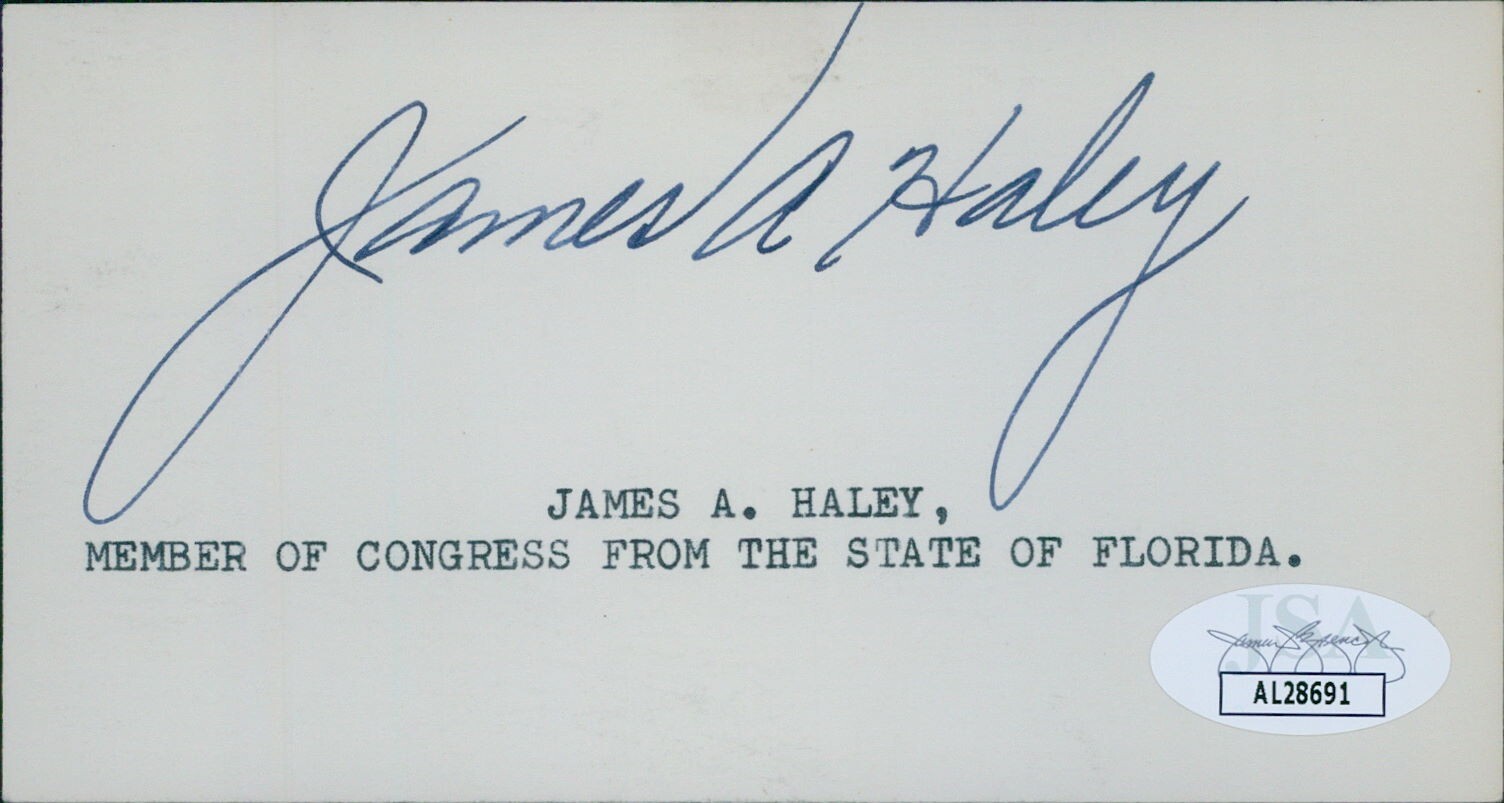 James A Haley
JAMES A. HALEY,
MEMBER OF CONGRESS FROM THE STATE OF FLORIDA.
JSA
AL28691